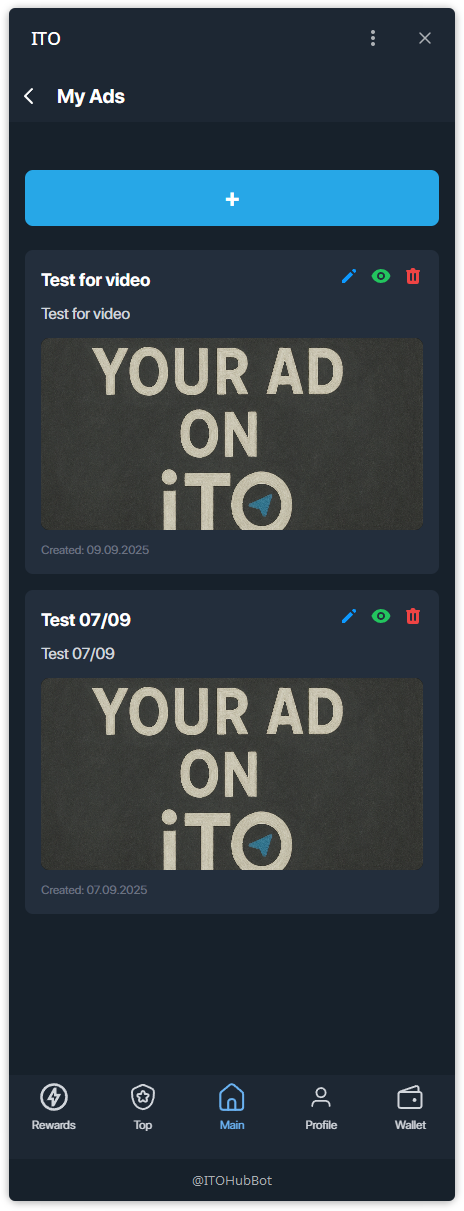 ITO
My Ads
+
Test for video
Test for video
YOUR AD
ON
iTO
Created: 09.09.2025
Test 07/09
Test 07/09
YOUR AD
ON
iTO
Created: 07.09.2025
Rewards
Top
Main
Profile
Wallet
@ITOHubBot